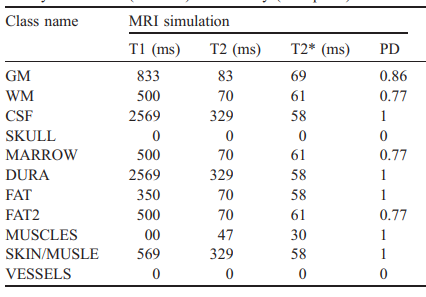 Class name MRI simulation
T1 (ms) T2 (ms) T2* (ms) PD
GM 833 83 69 0.86
WM 500 70 61 0.77
CSF 2569 329 58 1
SKULL 0 0 0 0
MARROW 500 70 61 0.77
DURA 2569 329 58 1
FAT 350 70 58 1
FAT2 500 70 61 0.77
MUSCLES 00 47 30 1
SKIN/MUSLE 569 329 58 1
VESSELS 0 0 0 0